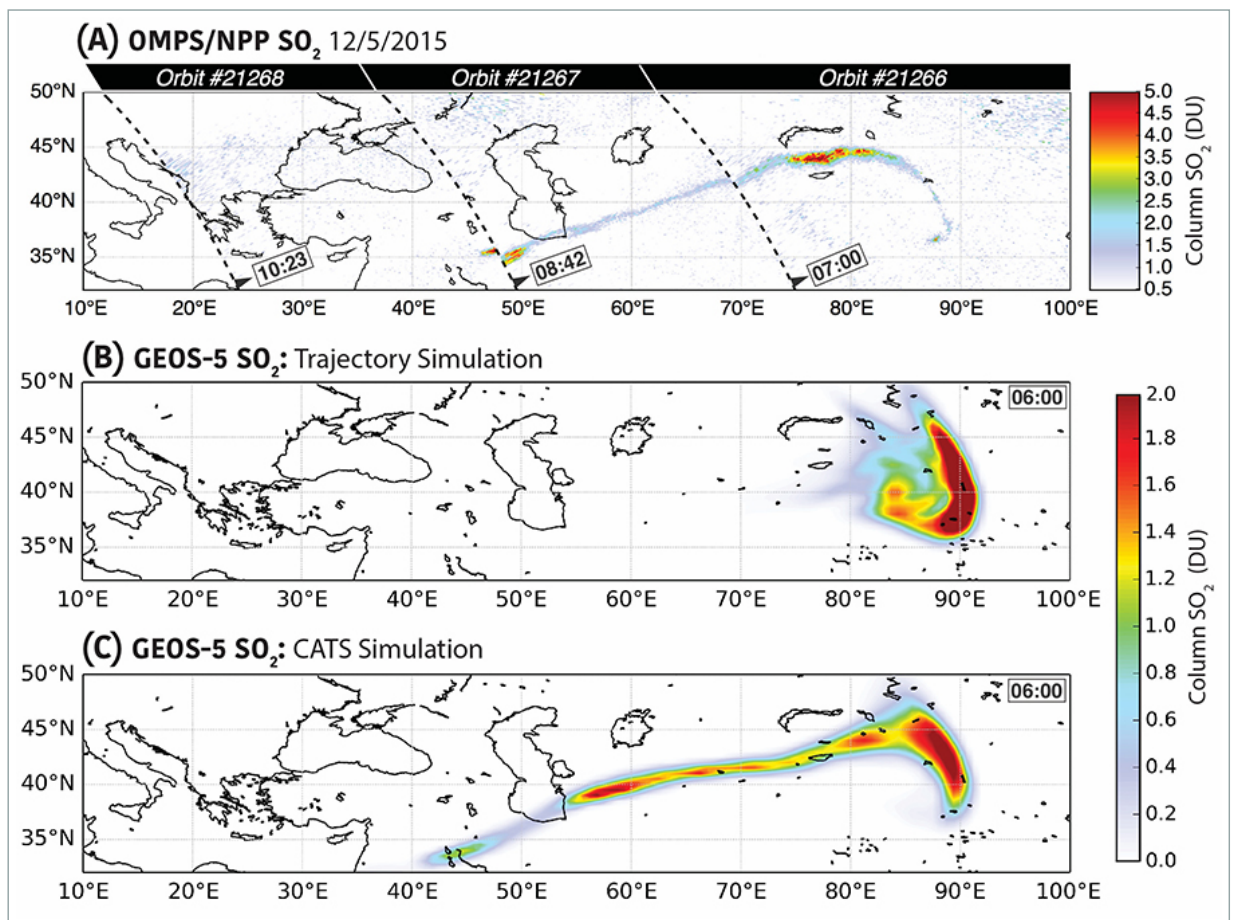 (A) OMPS/NPP SO₂ 12/5/2015
Orbit #21268 Orbit #21267 Orbit #21266
50°N
45°N
40°N
35°N
10:23 08:42 07:00
10°E 20°E 30°E 40°E 50°E 60°E 70°E 80°E 90°E 100°E
5.0
4.5
4.0
3.5
3.0
2.5
2.0
1.5
1.0
0.5
Column SO₂ (DU)
(B) GEOS-5 SO₂: Trajectory Simulation
50°N
45°N
40°N
35°N
06:00
10°E 20°E 30°E 40°E 50°E 60°E 70°E 80°E 90°E 100°E
(C) GEOS-5 SO₂: CATS Simulation
50°N
45°N
40°N
35°N
06:00
10°E 20°E 30°E 40°E 50°E 60°E 70°E 80°E 90°E 100°E
2.0
1.8
1.6
1.4
1.2
1.0
0.8
0.6
0.4
0.2
0.0
Column SO₂ (DU)